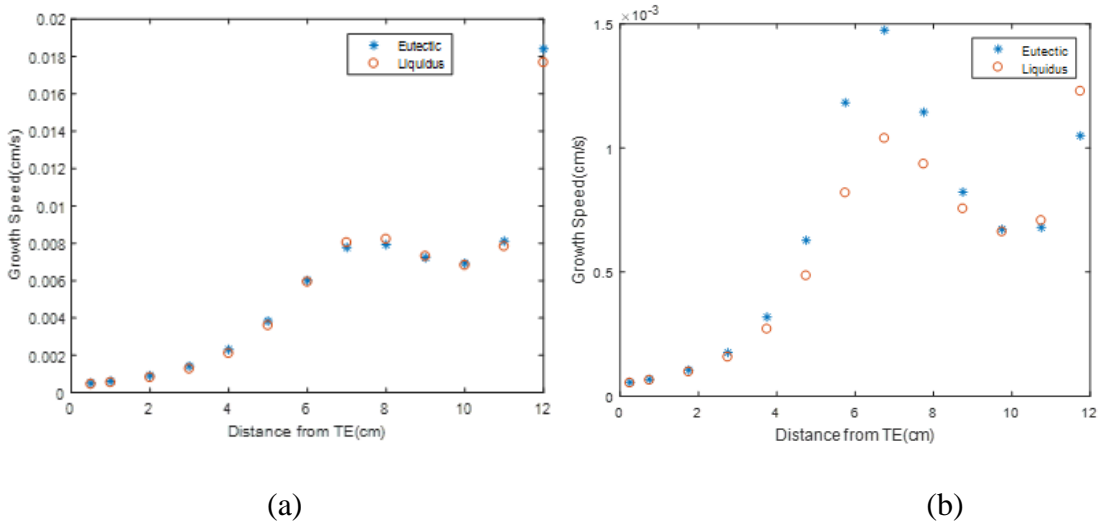 0.02
0.018
0.016
0.014
0.012
0.01
0.008
0.006
0.004
0.002
0
Growth Speed(cm/s)
Eutectic
Liquidus
0 2 4 6 8 10 12
Distance from TE(cm)
(a)
×10-3
1.5
1
0.5
0
Growth Speed(cm/s)
Eutectic
Liquidus
0 2 4 6 8 10 12
Distance from TE(cm)
(b)